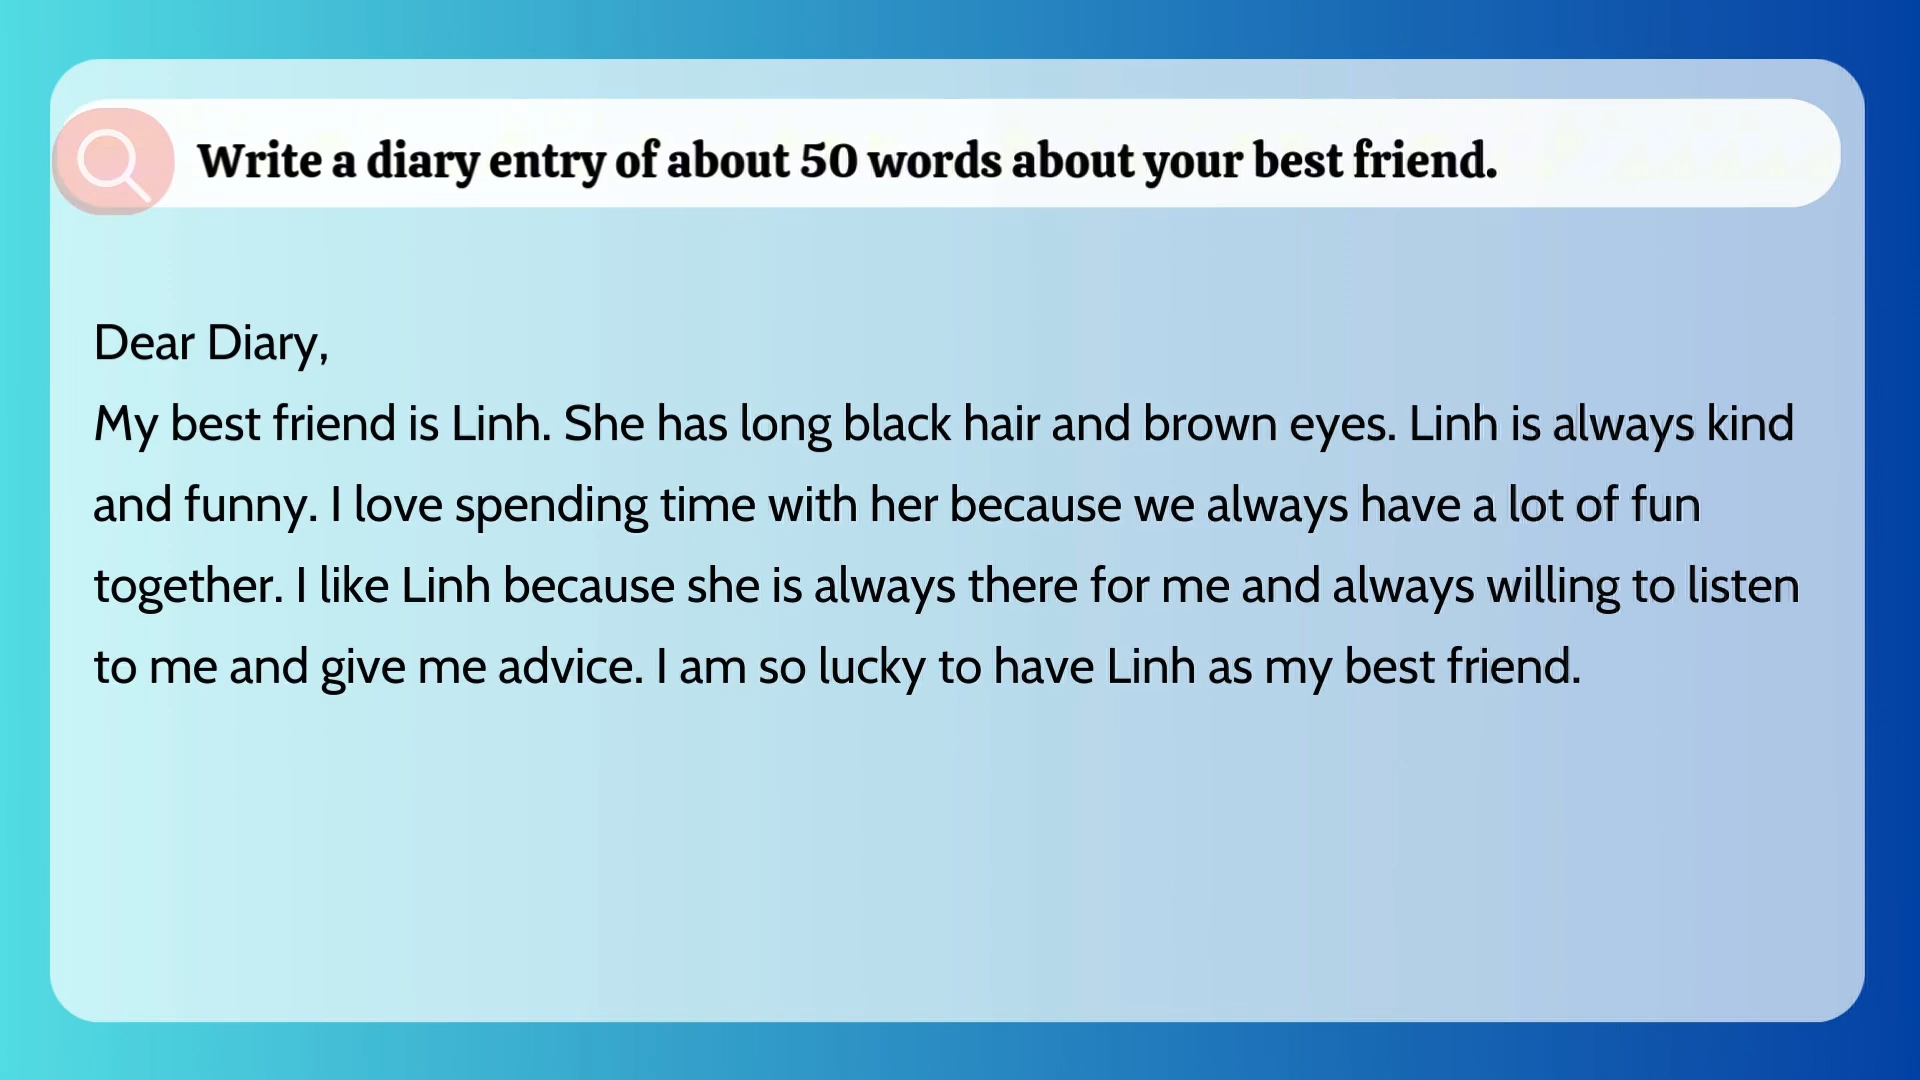 Write a diary entry of about 50 words about your best friend.
Dear Diary,
My best friend is Linh. She has long black hair and brown eyes. Linh is always kind
and funny. I love spending time with her because we always have a lot of fun
together. I like Linh because she is always there for me and always willing to listen
to me and give me advice. I am so lucky to have Linh as my best friend.